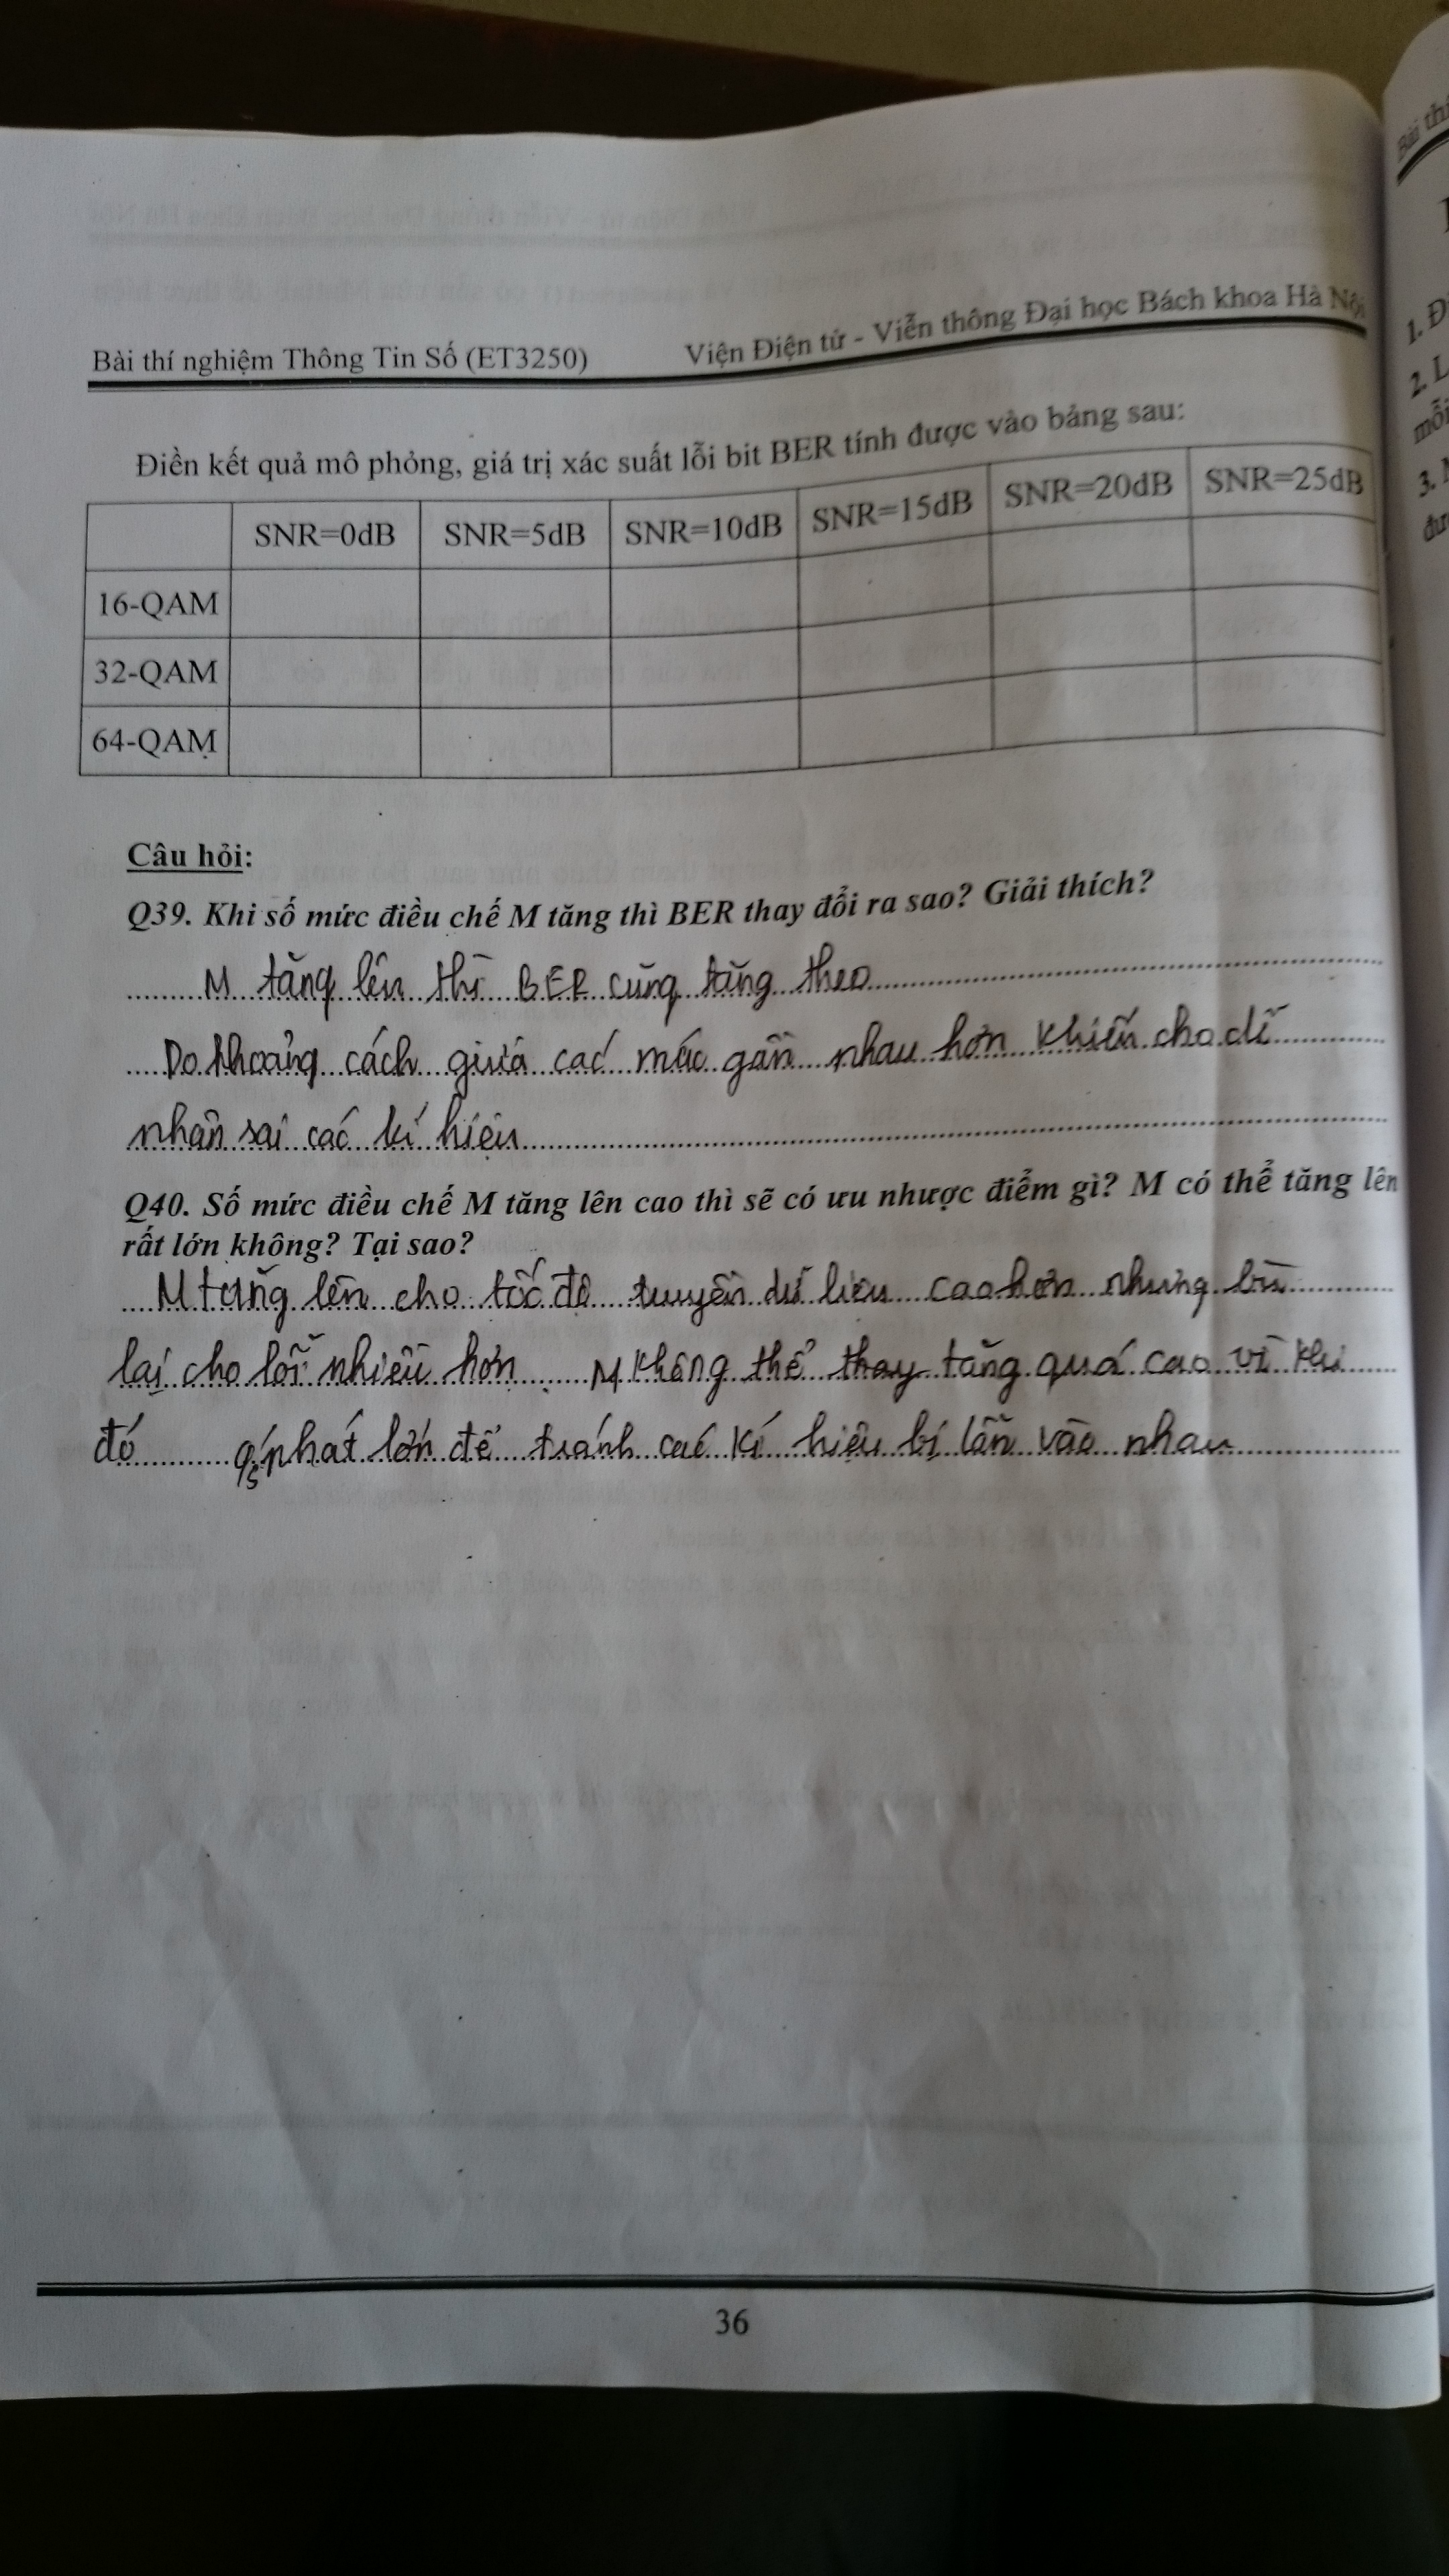 Bài thí nghiệm Thông Tin Số (ET3250) Viện Điện tử - Viễn thông Đại học Bách khoa Hà Nội
Điền kết quả mô phỏng, giá trị xác suất lỗi bit BER tính được vào bảng sau:
SNR=0dB SNR=5dB SNR=10dB SNR=15dB SNR=20dB SNR=25dB
16-QAM
32-QAM
64-QAM
Câu hỏi:
Q39. Khi số mức điều chế M tăng thì BER thay đổi ra sao? Giải thích?
M tăng lên thì BER cũng tăng theo
Do khoảng cách giữa các mức gần nhau hơn khiến cho dễ
nhận sai các kí hiệu
Q40. Số mức điều chế M tăng lên cao thì sẽ có ưu nhược điểm gì? M có thể tăng lên
rất lớn không? Tại sao?
M tăng lên cho tốc độ truyền dữ liệu cao hơn nhưng bù
lại cho lỗi nhiều hơn M không thể thay tăng quá cao vì khi
đó phát lớn để tránh các kí hiệu bị lẫn vào nhau
36
Bài th
1. Đ
2. L
mỗi
3.
đư